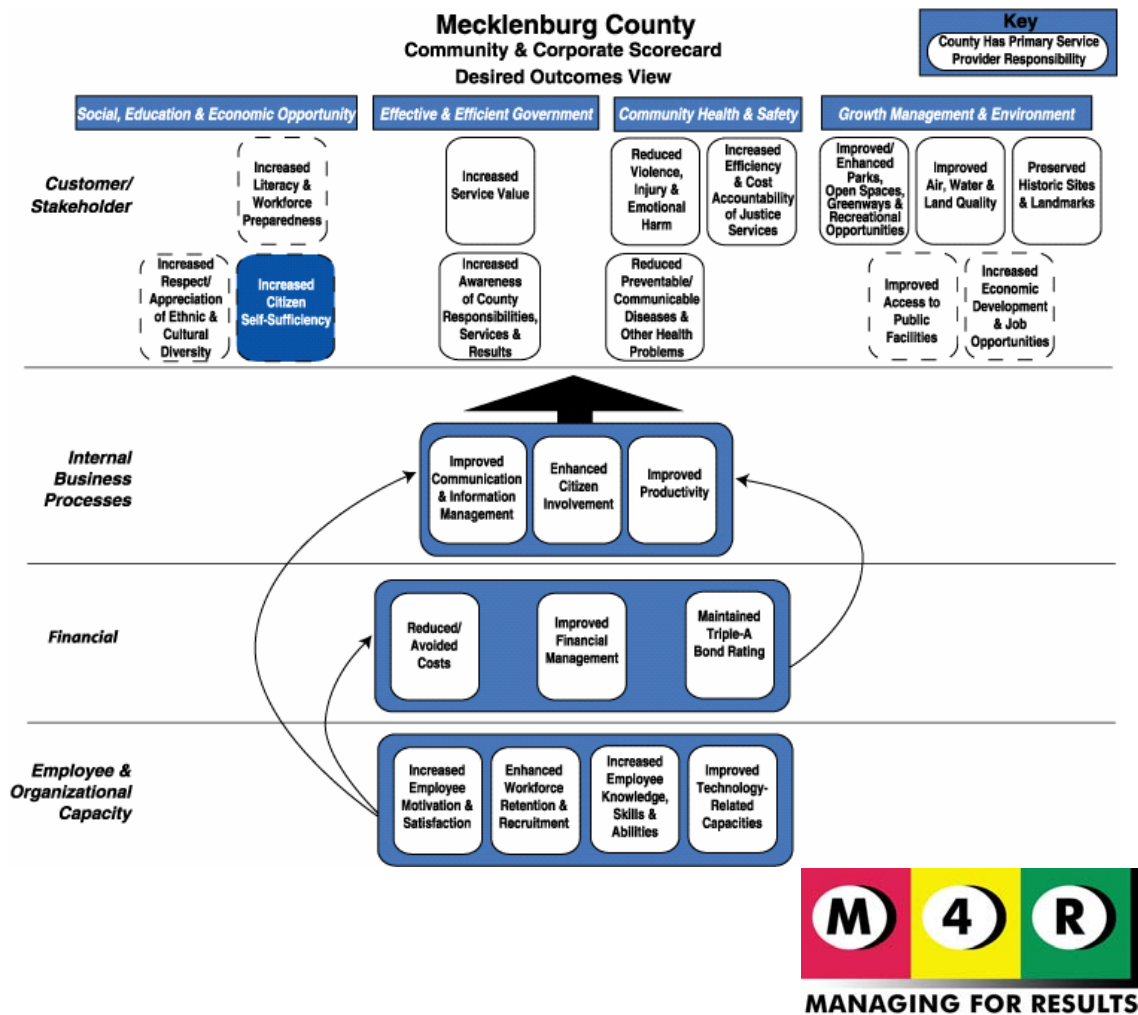 Mecklenburg County
Community & Corporate Scorecard
Desired Outcomes View
Key
County Has Primary Service
Provider Responsibility
Social, Education & Economic Opportunity
Effective & Efficient Government
Community Health & Safety
Growth Management & Environment
Customer/
Stakeholder
Increased
Literacy &
Workforce
Preparedness
Increased
Service Value
Reduced
Violence,
Injury &
Emotional
Harm
Increased
Efficiency
& Cost
Accountability
of Justice
Services
Improved/
Enhanced
Parks,
Open Spaces,
Greenways &
Recreational
Opportunities
Improved
Air, Water &
Land Quality
Preserved
Historic Sites
& Landmarks
Increased
Respect/
Appreciation
of Ethnic &
Cultural
Diversity
Increased
Citizen
Self-Sufficiency
Increased
Awareness
of County
Responsibilities,
Services &
Results
Reduced
Preventable/
Communicable
Diseases &
Other Health
Problems
Improved
Access to
Public
Facilities
Increased
Economic
Development
& Job
Opportunities
Internal
Business
Processes
Improved
Communication
& Information
Management
Enhanced
Citizen
Involvement
Improved
Productivity
Financial
Reduced/
Avoided
Costs
Improved
Financial
Management
Maintained
Triple-A
Bond Rating
Employee &
Organizational
Capacity
Increased
Employee
Motivation &
Satisfaction
Enhanced
Workforce
Retention &
Recruitment
Increased
Employee
Knowledge,
Skills &
Abilities
Improved
Technology-
Related
Capacities
M 4 R
MANAGING FOR RESULTS